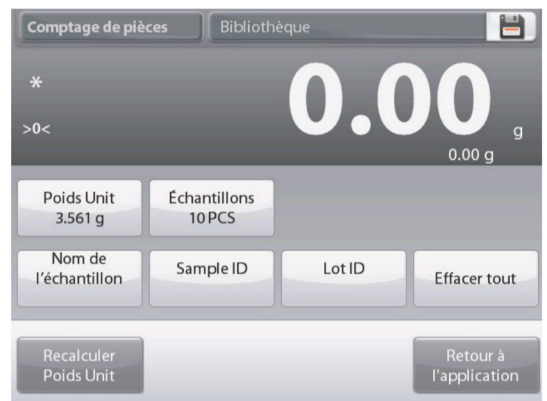 Comptage de pièces
Bibliothèque
*
0.00 g
>0<
0.00 g
Poids Unit
3.561 g
Échantillons
10 PCS
Nom de
l'échantillon
Sample ID
Lot ID
Effacer tout
Recalculer
Poids Unit
Retour à
l'application